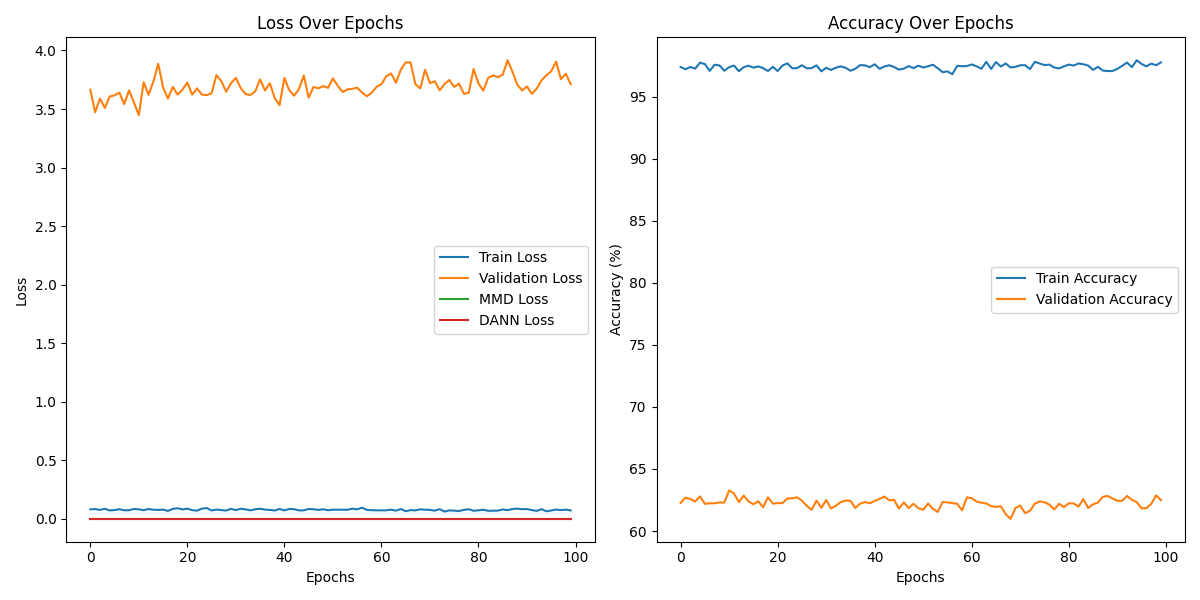 Loss Over Epochs
4.0
3.5
3.0
2.5
2.0
1.5
1.0
0.5
0.0
Loss
Train Loss
Validation Loss
MMD Loss
DANN Loss
0 20 40 60 80 100
Epochs
Accuracy Over Epochs
95
90
85
80
75
70
65
60
Accuracy (%)
Train Accuracy
Validation Accuracy
0 20 40 60 80 100
Epochs